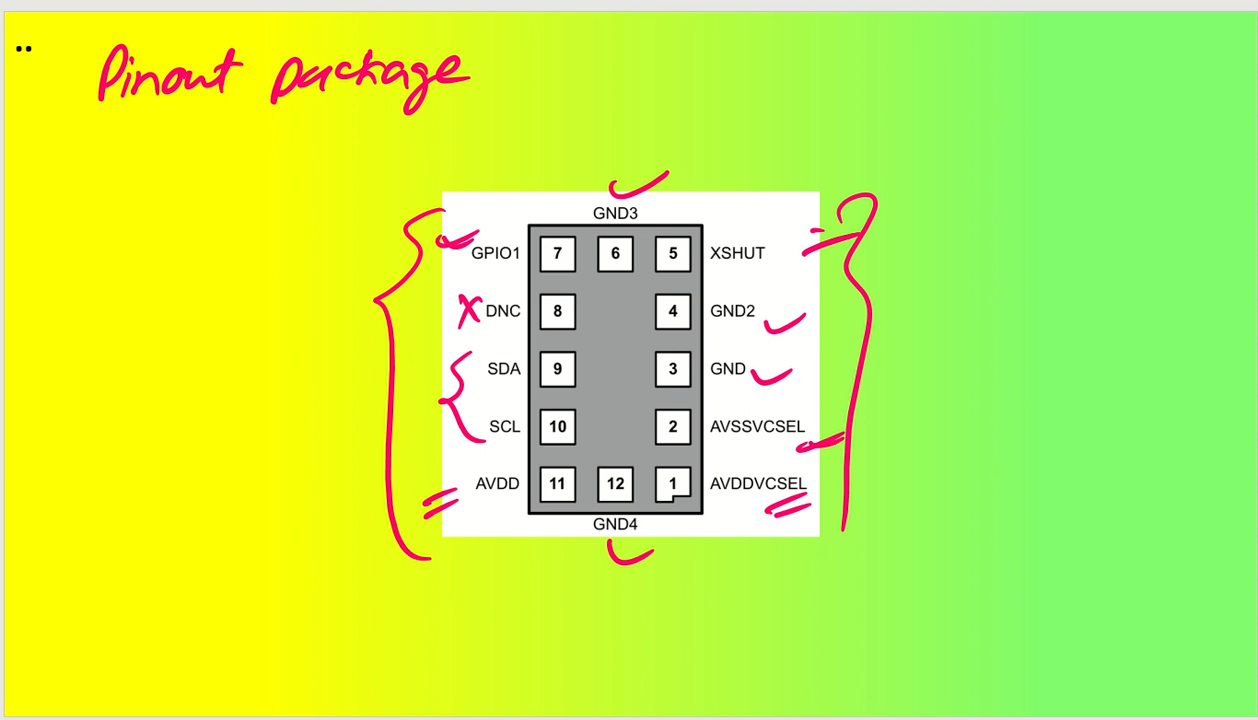 Pinout package
GND3
GPIO1 7 6 5 XSHUT
DNC 8 4 GND2
SDA 9 3 GND
SCL 10 2 AVSSVCSEL
AVDD 11 12 1 AVDDVCSEL
GND4